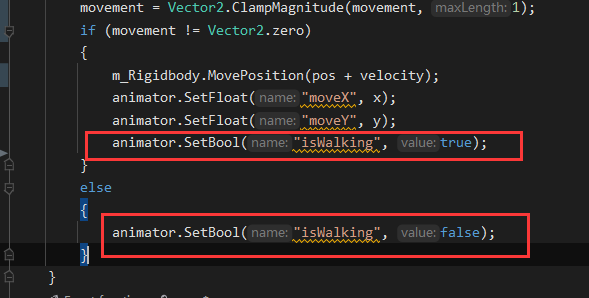 movement = Vector2.ClampMagnitude(movement, maxLength: 1);
if (movement != Vector2.zero)
{
m_Rigidbody.MovePosition(pos + velocity);
animator.SetFloat( name: "moveX", x);
animator.SetFloat( name: "moveY", y);
animator.SetBool( name: "isWalking", value: true);
}
else
{
animator.SetBool( name: "isWalking", value: false);
}
}